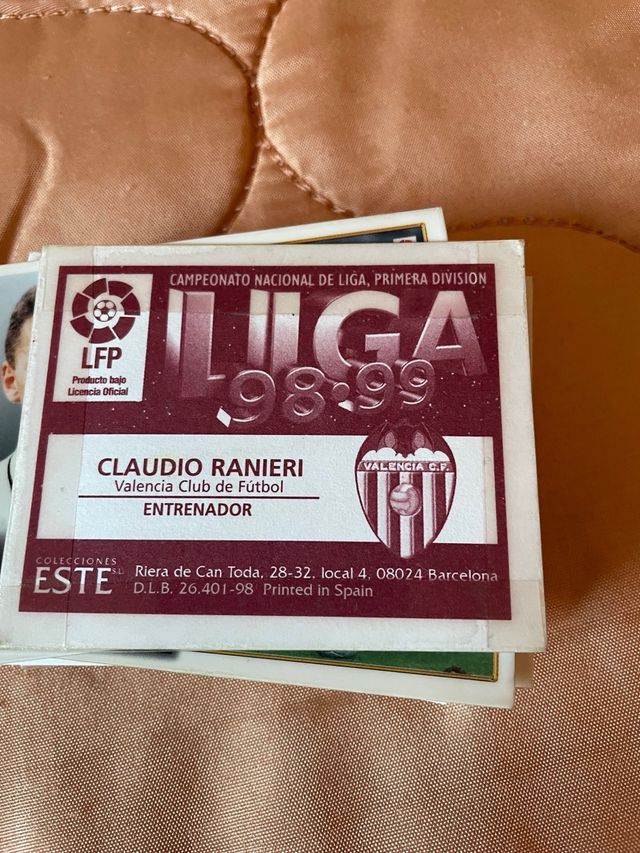 CAMPEONATO NACIONAL DE LIGA, PRIMERA DIVISION
LIGA
98·99
LFP
Producto bajo
Licencia Oficial
CLAUDIO RANIERI
Valencia Club de Fútbol
ENTRENADOR
VALENCIA C.F.
COLECCIONES
ESTE S.L.
Riera de Can Toda, 28-32. local 4, 08024 Barcelona
D.L.B. 26.401-98 Printed in Spain